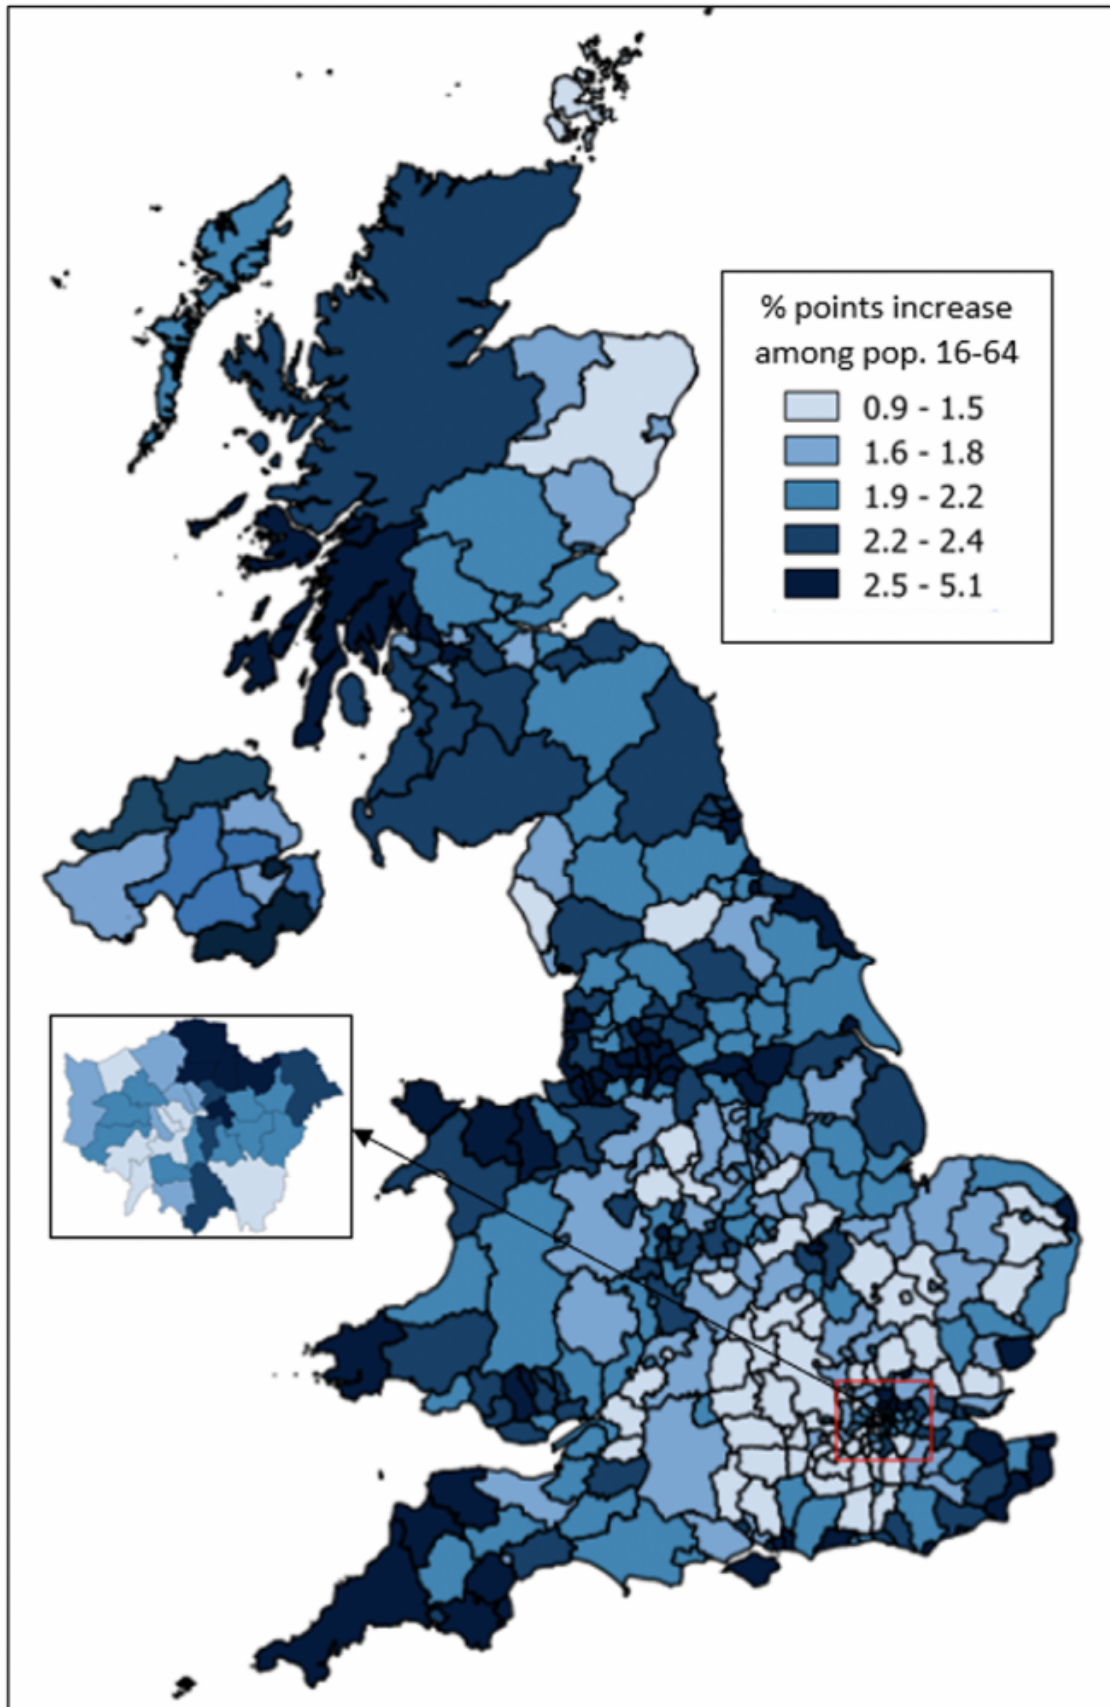 % points increase
among pop. 16-64
0.9 - 1.5
1.6 - 1.8
1.9 - 2.2
2.2 - 2.4
2.5 - 5.1